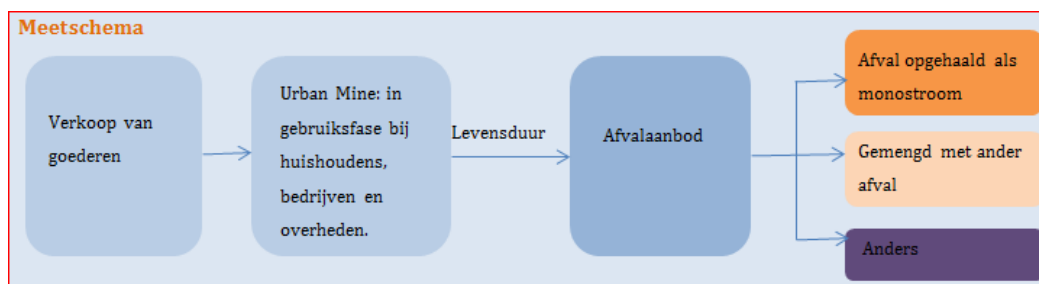 Meetschema
Verkoop van
goederen
Urban Mine: in
gebruiksfase bij
huishoudens,
bedrijven en
overheden.
Levensduur
Afvalaanbod
Afval opgehaald als
monostroom
Gemengd met ander
afval
Anders